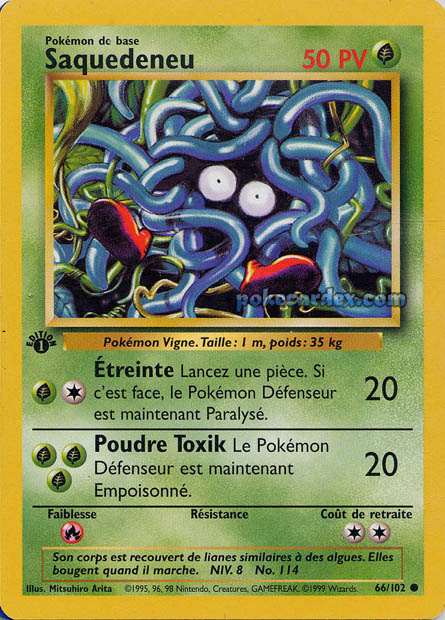 Pokémon de base
Saquedeneu 50 PV
pokecardex.com
EDITION
1
Pokémon Vigne. Taille : 1 m, poids : 35 kg
Étreinte Lancez une pièce. Si
c'est face, le Pokémon Défenseur
est maintenant Paralysé.
20
Poudre Toxik Le Pokémon
Défenseur est maintenant
Empoisonné.
20
Faiblesse Résistance Coût de retraite
Son corps est recouvert de lianes similaires à des algues. Elles
bougent quand il marche. NIV. 8 No. 114
Illus. Mitsuhiro Arita ©1995, 96, 98 Nintendo, Creatures, GAMEFREAK. ©1999 Wizards. 66/102